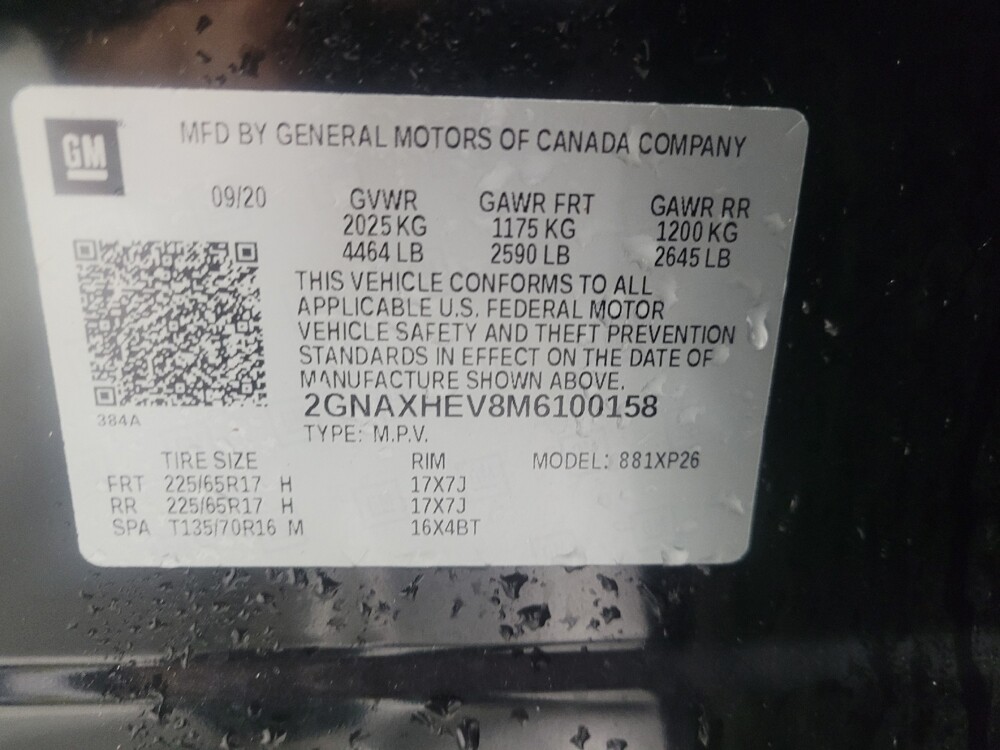 GM
MFD BY GENERAL MOTORS OF CANADA COMPANY
09/20 GVWR GAWR FRT GAWR RR
2025 KG 1175 KG 1200 KG
4464 LB 2590 LB 2645 LB
THIS VEHICLE CONFORMS TO ALL
APPLICABLE U.S. FEDERAL MOTOR
VEHICLE SAFETY AND THEFT PREVENTION
STANDARDS IN EFFECT ON THE DATE OF
MANUFACTURE SHOWN ABOVE.
2GNAXHEV8M6100158
384A
TYPE: M.P.V.
TIRE SIZE RIM MODEL: 881XP26
FRT 225/65R17 H 17X7J
RR 225/65R17 H 17X7J
SPA T135/70R16 M 16X4BT